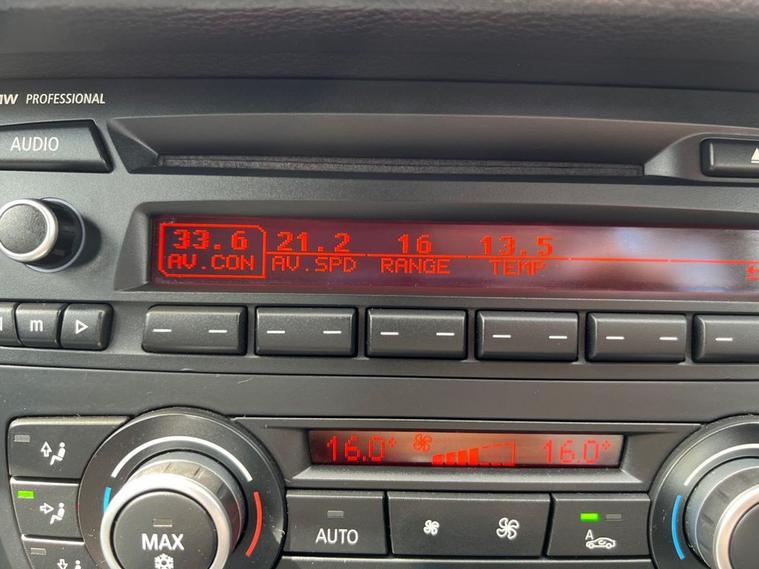 PROFESSIONAL
AUDIO
33.6 21.2 16 13.5
AV.CON AV.SPD RANGE TEMP
m
16.0° 16.0°
MAX
AUTO
A